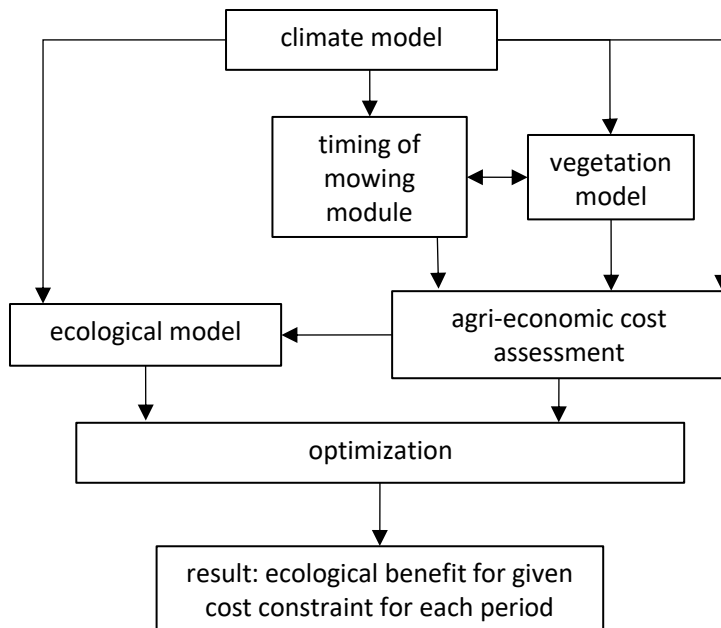 climate model
timing of
mowing
module
vegetation
model
ecological model
agri-economic cost
assessment
optimization
result: ecological benefit for given
cost constraint for each period